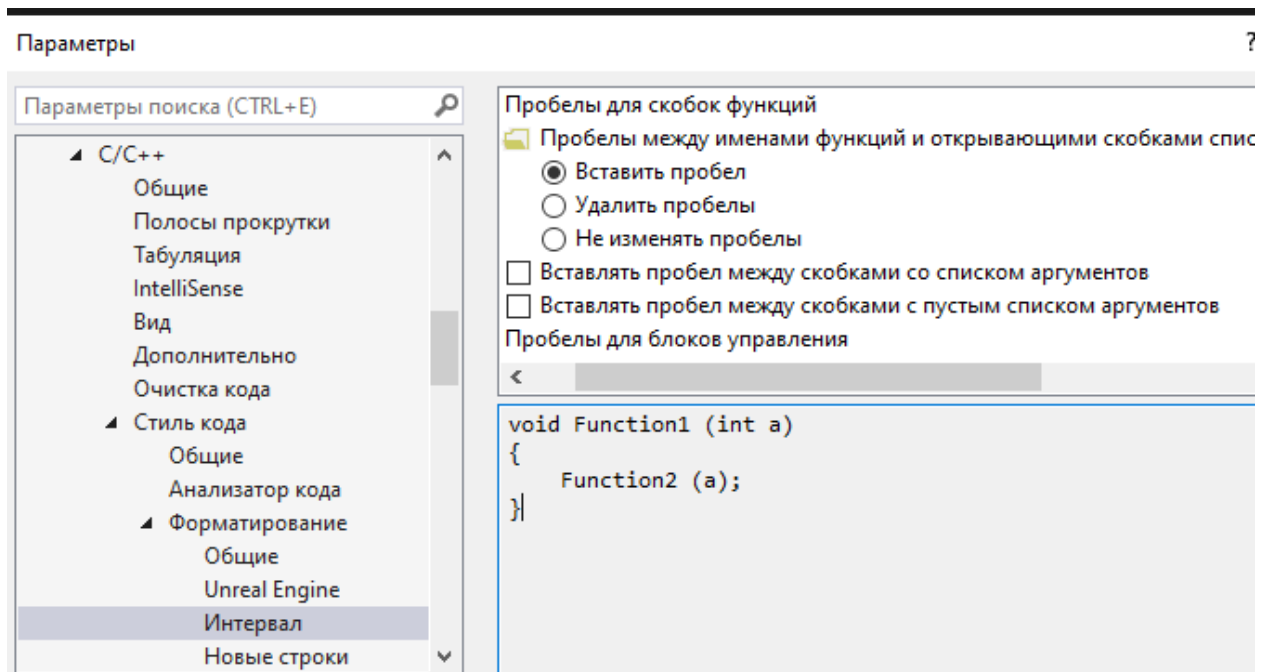 Параметры
?
Параметры поиска (CTRL+E)
C/C++
Общие
Полосы прокрутки
Табуляция
IntelliSense
Вид
Дополнительно
Очистка кода
Стиль кода
Общие
Анализатор кода
Форматирование
Общие
Unreal Engine
Интервал
Новые строки
Пробелы для скобок функций
Пробелы между именами функций и открывающими скобками спис
Вставить пробел
Удалить пробелы
Не изменять пробелы
Вставлять пробел между скобками со списком аргументов
Вставлять пробел между скобками с пустым списком аргументов
Пробелы для блоков управления
void Function1 (int a)
{
Function2 (a);
}